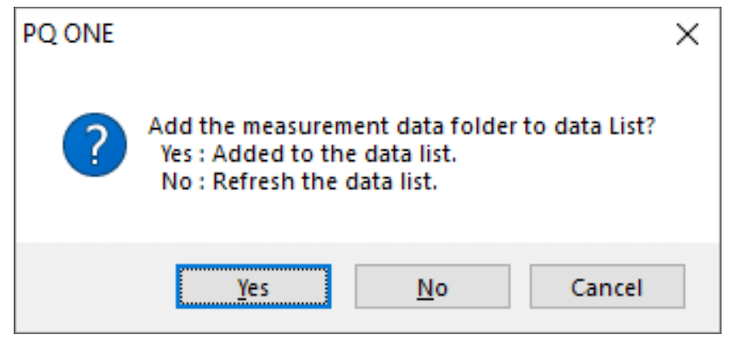 PQ ONE
Add the measurement data folder to data List?
Yes : Added to the data list.
No : Refresh the data list.
Yes
No
Cancel